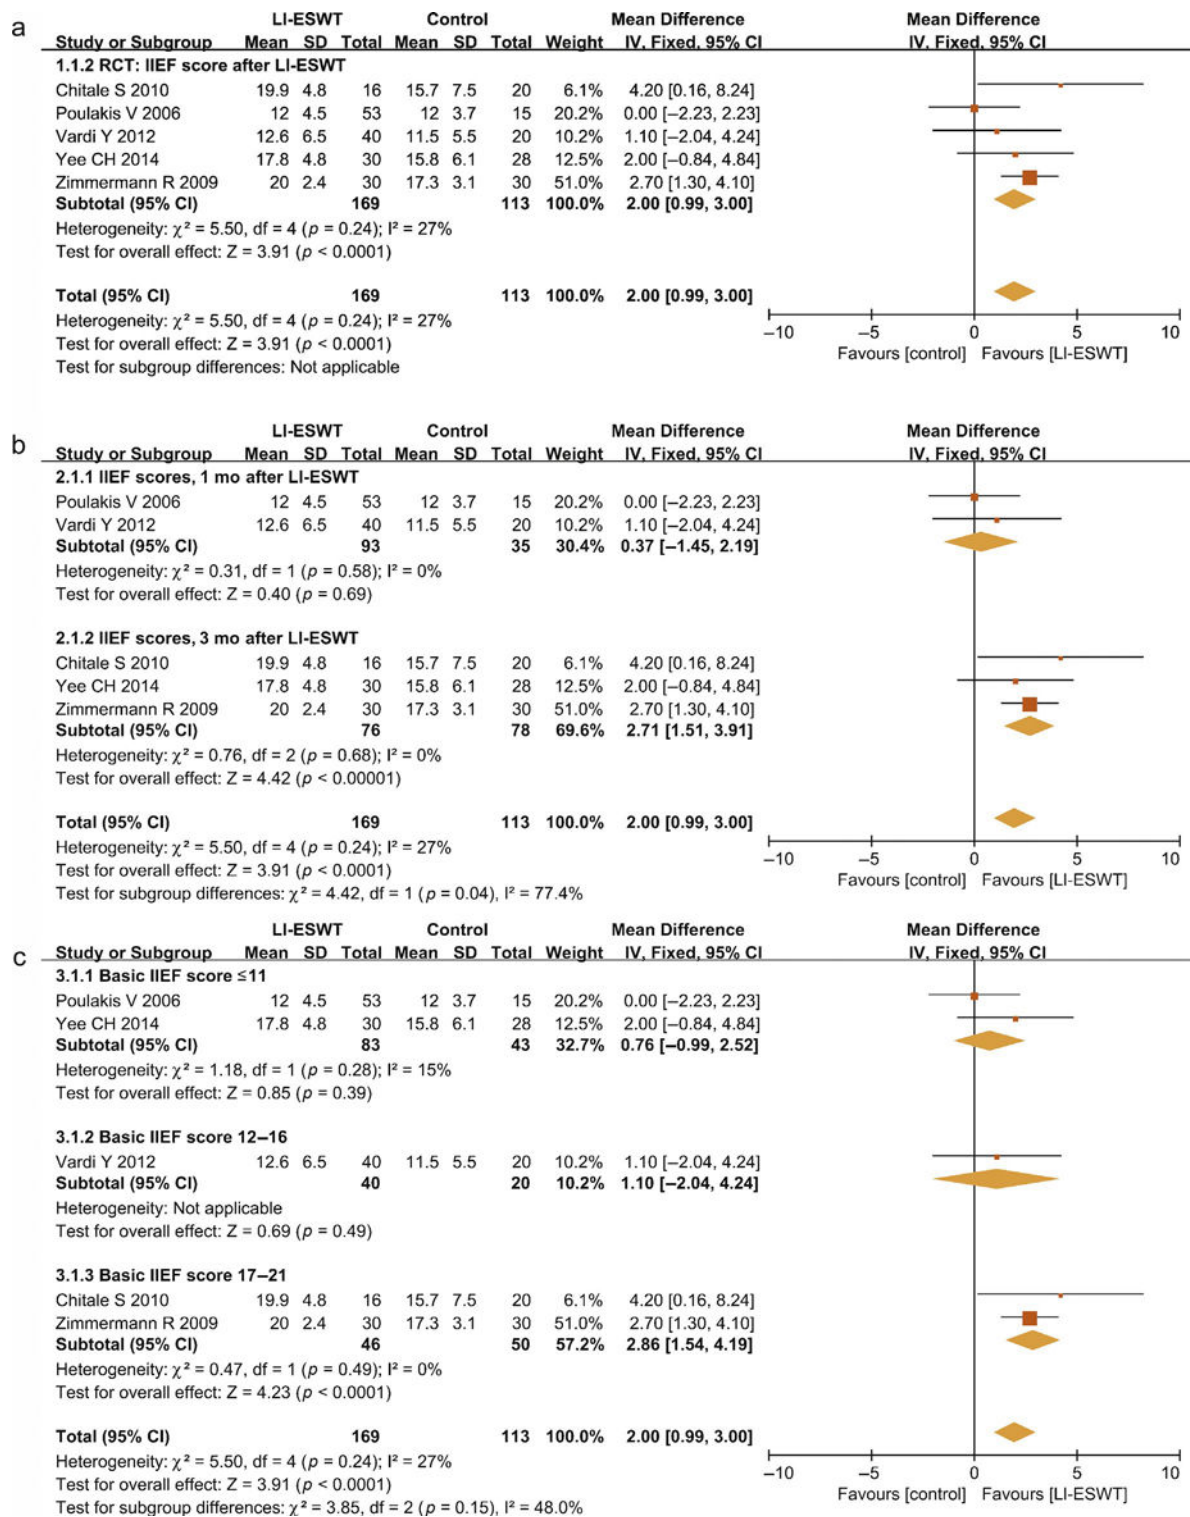 a
LI-ESWT Control Mean Difference Mean Difference
Study or Subgroup Mean SD Total Mean SD Total Weight IV, Fixed, 95% CI IV, Fixed, 95% CI
1.1.2 RCT: IIEF score after LI-ESWT
Chitale S 2010 19.9 4.8 16 15.7 7.5 20 6.1% 4.20 [0.16, 8.24]
Poulakis V 2006 12 4.5 53 12 3.7 15 20.2% 0.00 [−2.23, 2.23]
Vardi Y 2012 12.6 6.5 40 11.5 5.5 20 10.2% 1.10 [−2.04, 4.24]
Yee CH 2014 17.8 4.8 30 15.8 6.1 28 12.5% 2.00 [−0.84, 4.84]
Zimmermann R 2009 20 2.4 30 17.3 3.1 30 51.0% 2.70 [1.30, 4.10]
Subtotal (95% CI) 169 113 100.0% 2.00 [0.99, 3.00]
Heterogeneity: χ² = 5.50, df = 4 (p = 0.24); I² = 27%
Test for overall effect: Z = 3.91 (p < 0.0001)
Total (95% CI) 169 113 100.0% 2.00 [0.99, 3.00]
Heterogeneity: χ² = 5.50, df = 4 (p = 0.24); I² = 27%
Test for overall effect: Z = 3.91 (p < 0.0001)
Test for subgroup differences: Not applicable
−10 −5 0 5 10
Favours [control] Favours [LI-ESWT]
b
LI-ESWT Control Mean Difference Mean Difference
Study or Subgroup Mean SD Total Mean SD Total Weight IV, Fixed, 95% CI IV, Fixed, 95% CI
2.1.1 IIEF scores, 1 mo after LI-ESWT
Poulakis V 2006 12 4.5 53 12 3.7 15 20.2% 0.00 [−2.23, 2.23]
Vardi Y 2012 12.6 6.5 40 11.5 5.5 20 10.2% 1.10 [−2.04, 4.24]
Subtotal (95% CI) 93 35 30.4% 0.37 [−1.45, 2.19]
Heterogeneity: χ² = 0.31, df = 1 (p = 0.58); I² = 0%
Test for overall effect: Z = 0.40 (p = 0.69)
2.1.2 IIEF scores, 3 mo after LI-ESWT
Chitale S 2010 19.9 4.8 16 15.7 7.5 20 6.1% 4.20 [0.16, 8.24]
Yee CH 2014 17.8 4.8 30 15.8 6.1 28 12.5% 2.00 [−0.84, 4.84]
Zimmermann R 2009 20 2.4 30 17.3 3.1 30 51.0% 2.70 [1.30, 4.10]
Subtotal (95% CI) 76 78 69.6% 2.71 [1.51, 3.91]
Heterogeneity: χ² = 0.76, df = 2 (p = 0.68); I² = 0%
Test for overall effect: Z = 4.42 (p < 0.00001)
Total (95% CI) 169 113 100.0% 2.00 [0.99, 3.00]
Heterogeneity: χ² = 5.50, df = 4 (p = 0.24); I² = 27%
Test for overall effect: Z = 3.91 (p < 0.0001)
Test for subgroup differences: χ² = 4.42, df = 1 (p = 0.04), I² = 77.4%
−10 −5 0 5 10
Favours [control] Favours [LI-ESWT]
c
LI-ESWT Control Mean Difference Mean Difference
Study or Subgroup Mean SD Total Mean SD Total Weight IV, Fixed, 95% CI IV, Fixed, 95% CI
3.1.1 Basic IIEF score ≤11
Poulakis V 2006 12 4.5 53 12 3.7 15 20.2% 0.00 [−2.23, 2.23]
Yee CH 2014 17.8 4.8 30 15.8 6.1 28 12.5% 2.00 [−0.84, 4.84]
Subtotal (95% CI) 83 43 32.7% 0.76 [−0.99, 2.52]
Heterogeneity: χ² = 1.18, df = 1 (p = 0.28); I² = 15%
Test for overall effect: Z = 0.85 (p = 0.39)
3.1.2 Basic IIEF score 12–16
Vardi Y 2012 12.6 6.5 40 11.5 5.5 20 10.2% 1.10 [−2.04, 4.24]
Subtotal (95% CI) 40 20 10.2% 1.10 [−2.04, 4.24]
Heterogeneity: Not applicable
Test for overall effect: Z = 0.69 (p = 0.49)
3.1.3 Basic IIEF score 17–21
Chitale S 2010 19.9 4.8 16 15.7 7.5 20 6.1% 4.20 [0.16, 8.24]
Zimmermann R 2009 20 2.4 30 17.3 3.1 30 51.0% 2.70 [1.30, 4.10]
Subtotal (95% CI) 46 50 57.2% 2.86 [1.54, 4.19]
Heterogeneity: χ² = 0.47, df = 1 (p = 0.49); I² = 0%
Test for overall effect: Z = 4.23 (p < 0.0001)
Total (95% CI) 169 113 100.0% 2.00 [0.99, 3.00]
Heterogeneity: χ² = 5.50, df = 4 (p = 0.24); I² = 27%
Test for overall effect: Z = 3.91 (p < 0.0001)
Test for subgroup differences: χ² = 3.85, df = 2 (p = 0.15), I² = 48.0%
−10 −5 0 5 10
Favours [control] Favours [LI-ESWT]